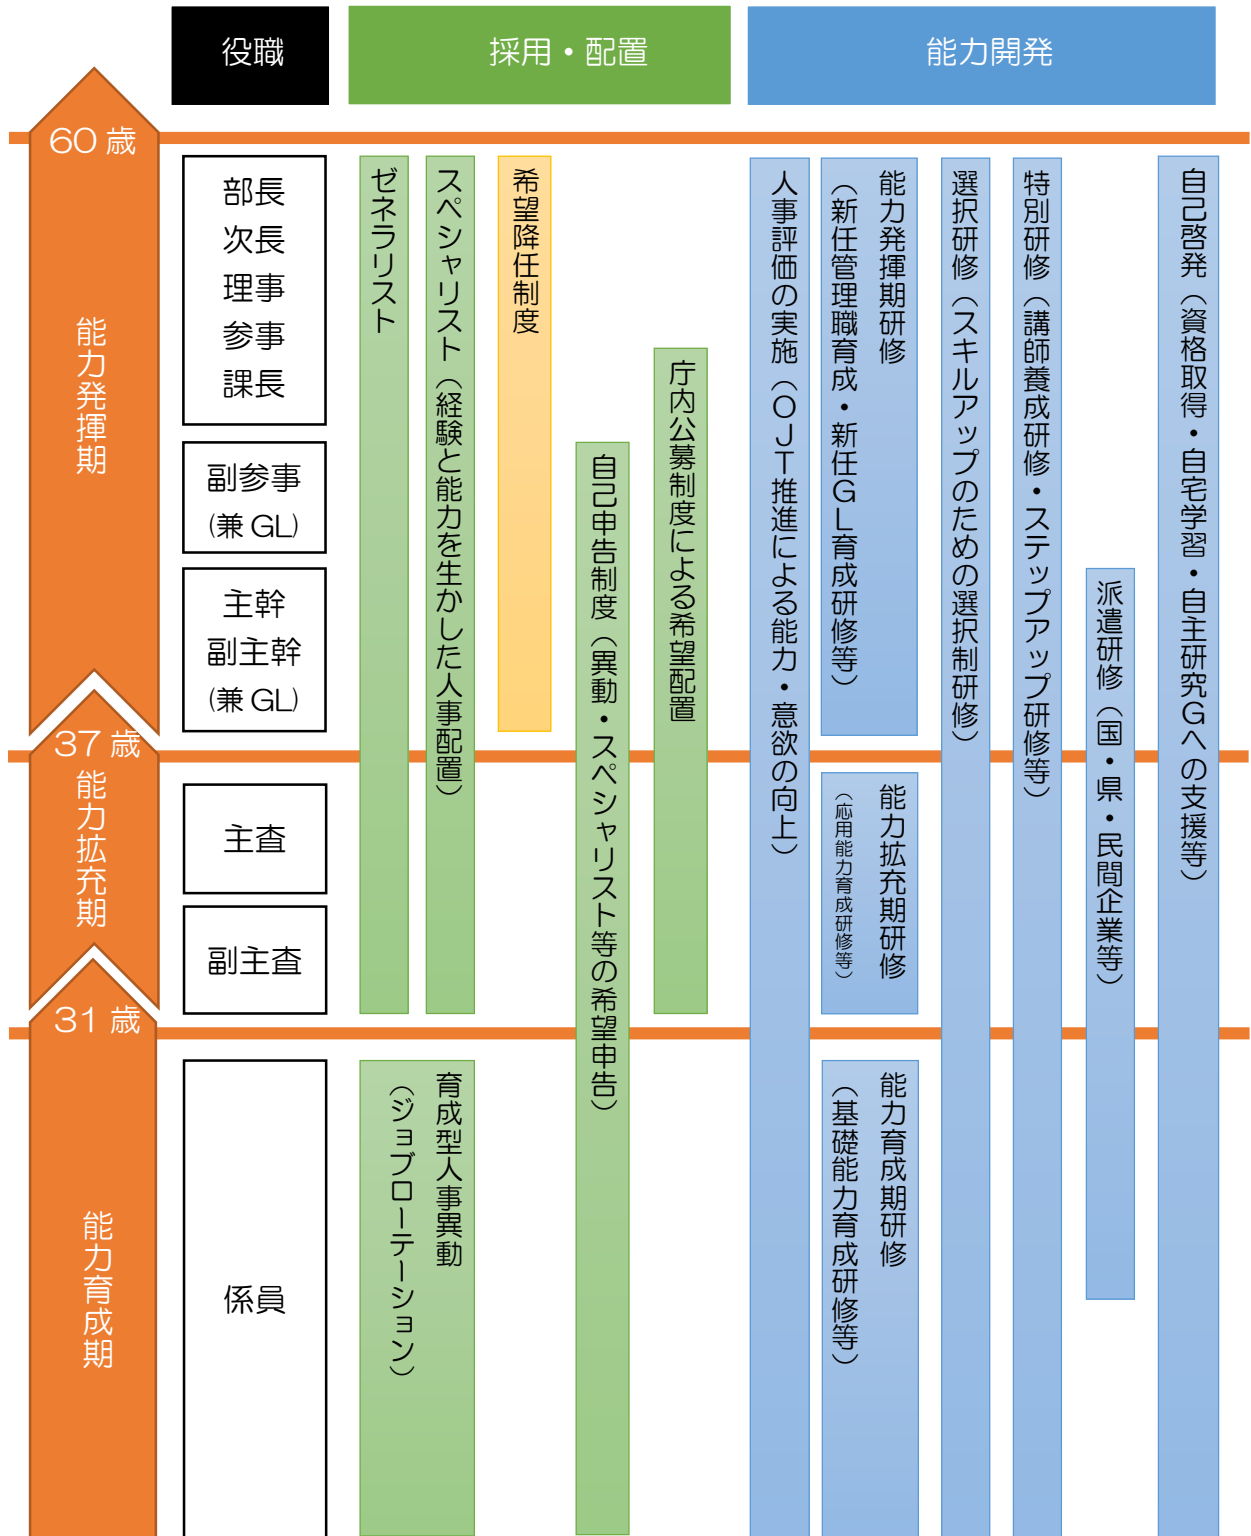 役職
採用・配置
能力開発
60歳
37歳
31歳
能力発揮期
能力拡充期
能力育成期
部長
次長
理事
参事
課長
副参事
(兼 GL)
主幹
副主幹
(兼 GL)
主査
副主査
係員
ゼネラリスト
スペシャリスト（経験と能力を生かした人事配置）
希望降任制度
自己申告制度（異動・スペシャリスト等の希望申告）
庁内公募制度による希望配置
育成型人事異動
（ジョブローテーション）
人事評価の実施（ＯＪＴ推進による能力・意欲の向上）
能力発揮期研修
（新任管理職育成・新任ＧＬ育成研修等）
能力拡充期研修
（応用能力育成研修等）
能力育成期研修
（基礎能力育成研修等）
選択研修（スキルアップのための選択制研修）
特別研修（講師養成研修・ステップアップ研修等）
派遣研修（国・県・民間企業等）
自己啓発（資格取得・自宅学習・自主研究Ｇへの支援等）